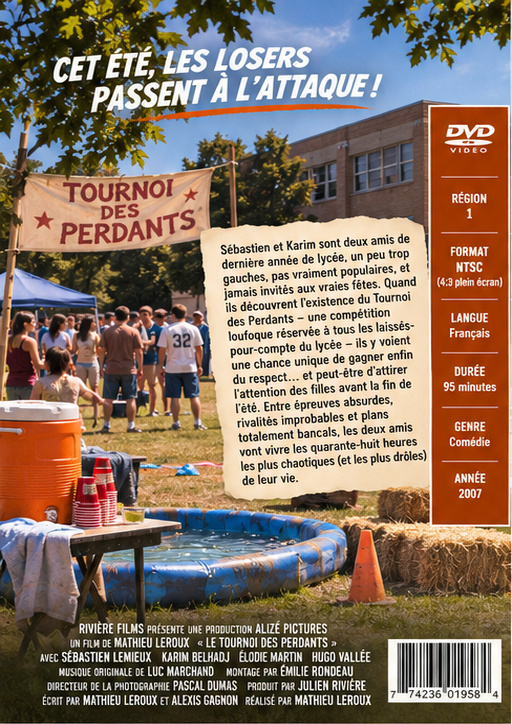 CET ÉTÉ, LES LOSERS
PASSENT À L'ATTAQUE !
TOURNOI
DES
PERDANTS
32
Sébastien et Karim sont deux amis de
dernière année de lycée, un peu trop
gauches, pas vraiment populaires, et
jamais invités aux vraies fêtes. Quand
ils découvrent l'existence du Tournoi
des Perdants – une compétition
loufoque réservée à tous les laissés-
pour-compte du lycée – ils y voient
une chance unique de gagner enfin
du respect… et peut-être d'attirer
l'attention des filles avant la fin de
l'été. Entre épreuves absurdes,
rivalités improbables et plans
totalement bancals, les deux amis
vont vivre les quarante-huit heures
les plus chaotiques (et les plus drôles)
de leur vie.
DVD
VIDEO
RÉGION
1
FORMAT
NTSC
(4:3 plein écran)
LANGUE
Français
DURÉE
95 minutes
GENRE
Comédie
ANNÉE
2007
RIVIÈRE FILMS PRÉSENTE UNE PRODUCTION ALIZÉ PICTURES
UN FILM DE MATHIEU LEROUX « LE TOURNOI DES PERDANTS »
AVEC SÉBASTIEN LEMIEUX KARIM BELHADJ ÉLODIE MARTIN HUGO VALLÉE
MUSIQUE ORIGINALE DE LUC MARCHAND MONTAGE PAR ÉMILIE RONDEAU
DIRECTEUR DE LA PHOTOGRAPHIE PASCAL DUMAS PRODUIT PAR JULIEN RIVIÈRE
ÉCRIT PAR MATHIEU LEROUX ET ALEXIS GAGNON RÉALISÉ PAR MATHIEU LEROUX
7 74236 01958 4